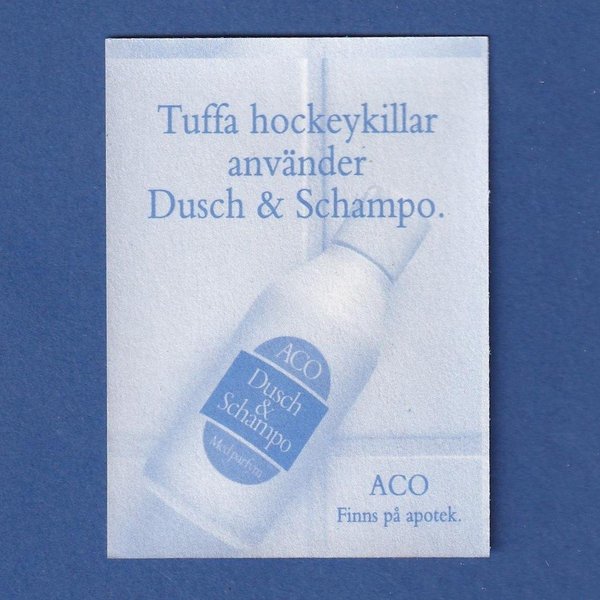 Tuffa hockeykillar
använder
Dusch & Schampo.
ACO
Dusch
&
Schampo
Med parfym
ACO
Finns på apotek.